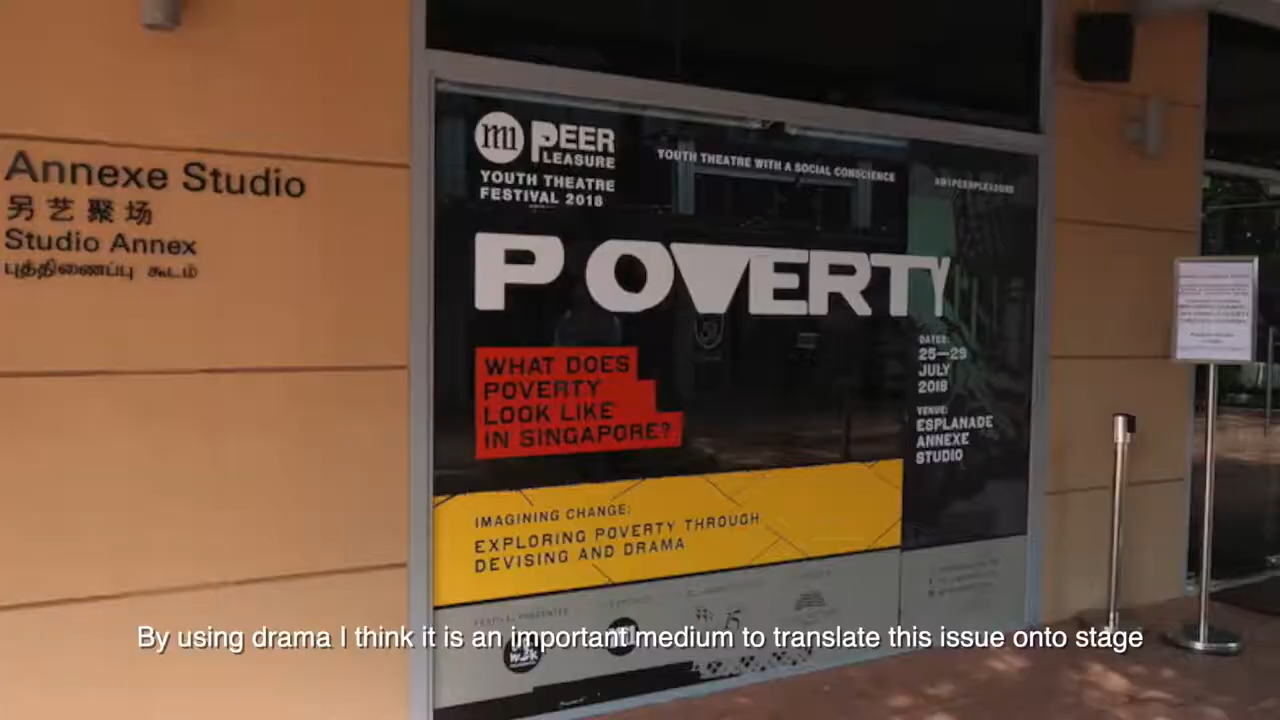 Annexe Studio
另艺聚场
Studio Annex
புத்திணைப்பு கூடம்
m1 PEER
PLEASURE
YOUTH THEATRE
FESTIVAL 2018
YOUTH THEATRE WITH A SOCIAL CONSCIENCE
#M1PEERPLEASURE
POVERTY
WHAT DOES
POVERTY
LOOK LIKE
IN SINGAPORE?
DATES:
25—29
JULY
2018
VENUE:
ESPLANADE
ANNEXE
STUDIO
IMAGINING CHANGE:
EXPLORING POVERTY THROUGH
DEVISING AND DRAMA
By using drama I think it is an important medium to translate this issue onto stage